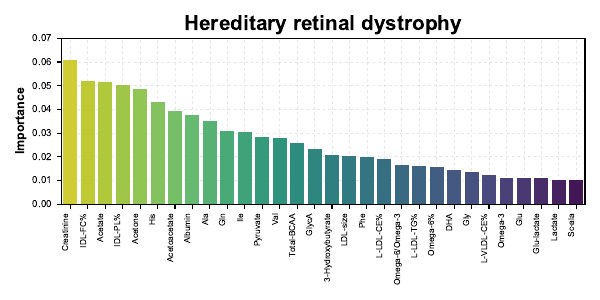 Hereditary retinal dystrophy
Importance
0.07
0.06
0.05
0.04
0.03
0.02
0.01
0.00
Creatinine
IDL-FC%
Acetate
IDL-PL%
Acetone
His
Acetoacetate
Albumin
Ala
Gln
Ile
Pyruvate
Val
Total-BCAA
GlycA
3-Hydroxybutyrate
LDL-size
Phe
L-LDL-CE%
Omega-6/Omega-3
L-LDL-TG%
Omega-6%
DHA
Gly
L-VLDL-CE%
Omega-3
Glu
Glu-lactate
Lactate